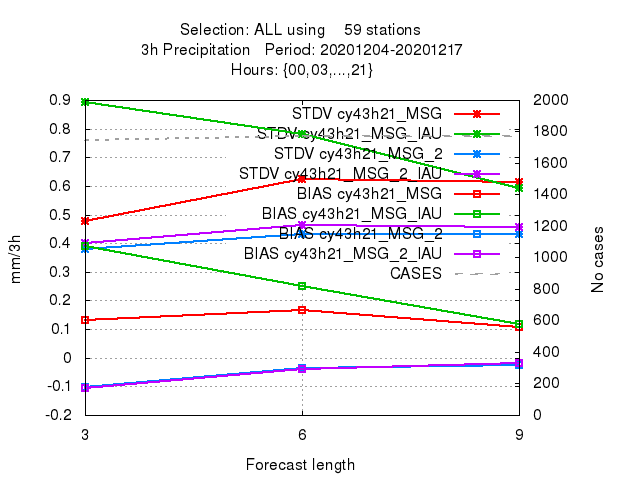 Selection: ALL using 59 stations
3h Precipitation Period: 20201204-20201217
Hours: {00,03,...,21}
0.9
0.8
0.7
0.6
0.5
0.4
0.3
0.2
0.1
0
-0.1
-0.2
mm/3h
STDV cy43h21_MSG
STDV cy43h21_MSG_IAU
STDV cy43h21_MSG_2
STDV cy43h21_MSG_2_IAU
BIAS cy43h21_MSG
BIAS cy43h21_MSG_IAU
BIAS cy43h21_MSG_2
BIAS cy43h21_MSG_2_IAU
CASES
2000
1800
1600
1400
1200
1000
800
600
400
200
0
No cases
3 6 9
Forecast length